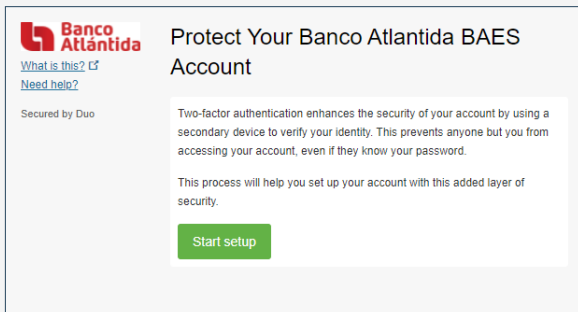 Banco
Atlántida
What is this?
Need help?
Secured by Duo
Protect Your Banco Atlantida BAES
Account
Two-factor authentication enhances the security of your account by using a
secondary device to verify your identity. This prevents anyone but you from
accessing your account, even if they know your password.
This process will help you set up your account with this added layer of
security.
Start setup